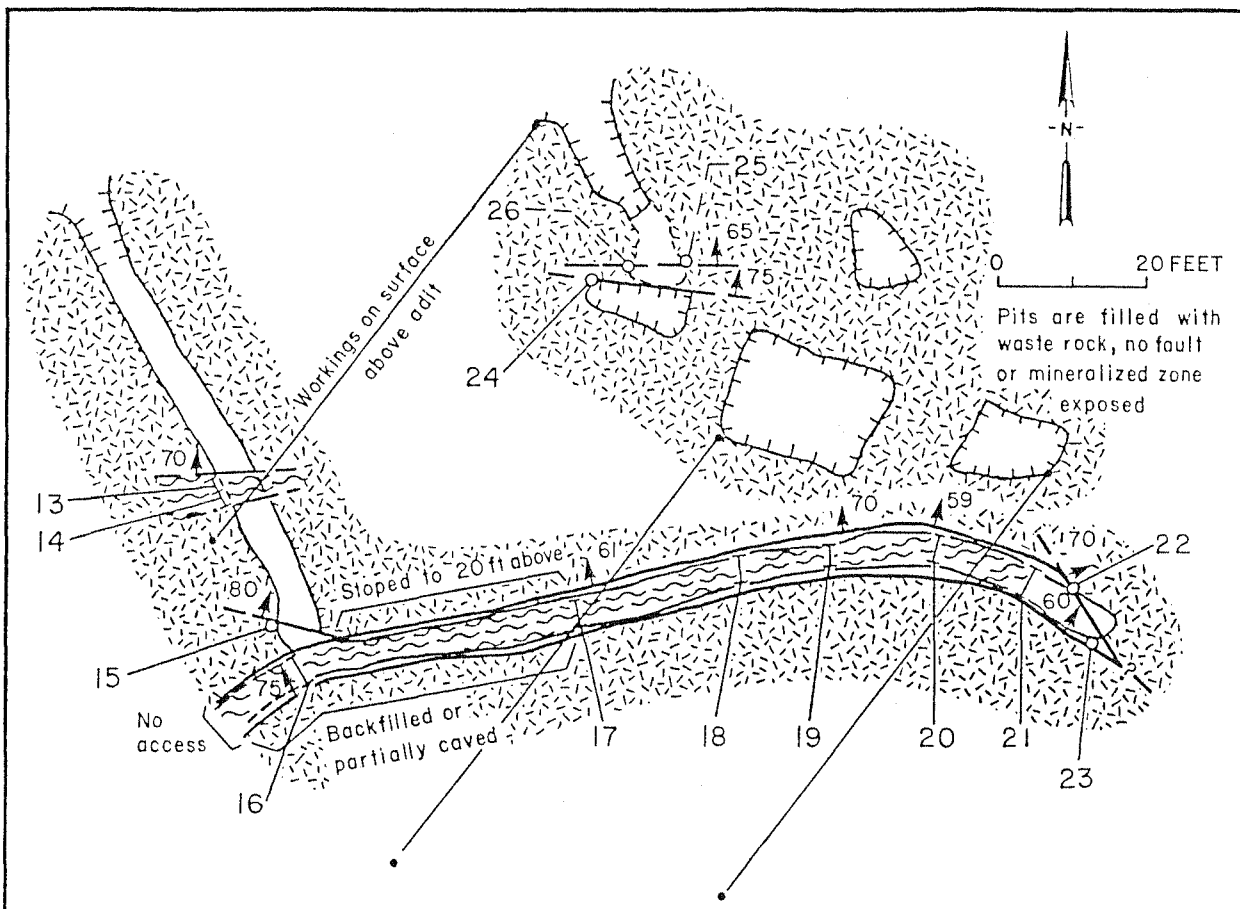 -N-
0 20 FEET
Pits are filled with
waste rock, no fault
or mineralized zone
exposed
25
26
65
75
24
Workings on surface
above adit
70
13
14
80
15
Stoped to 20 ft above
61
70
59
70
22
60
75
No
access
16
Backfilled or
partially caved
17
18
19
20
21
23
?